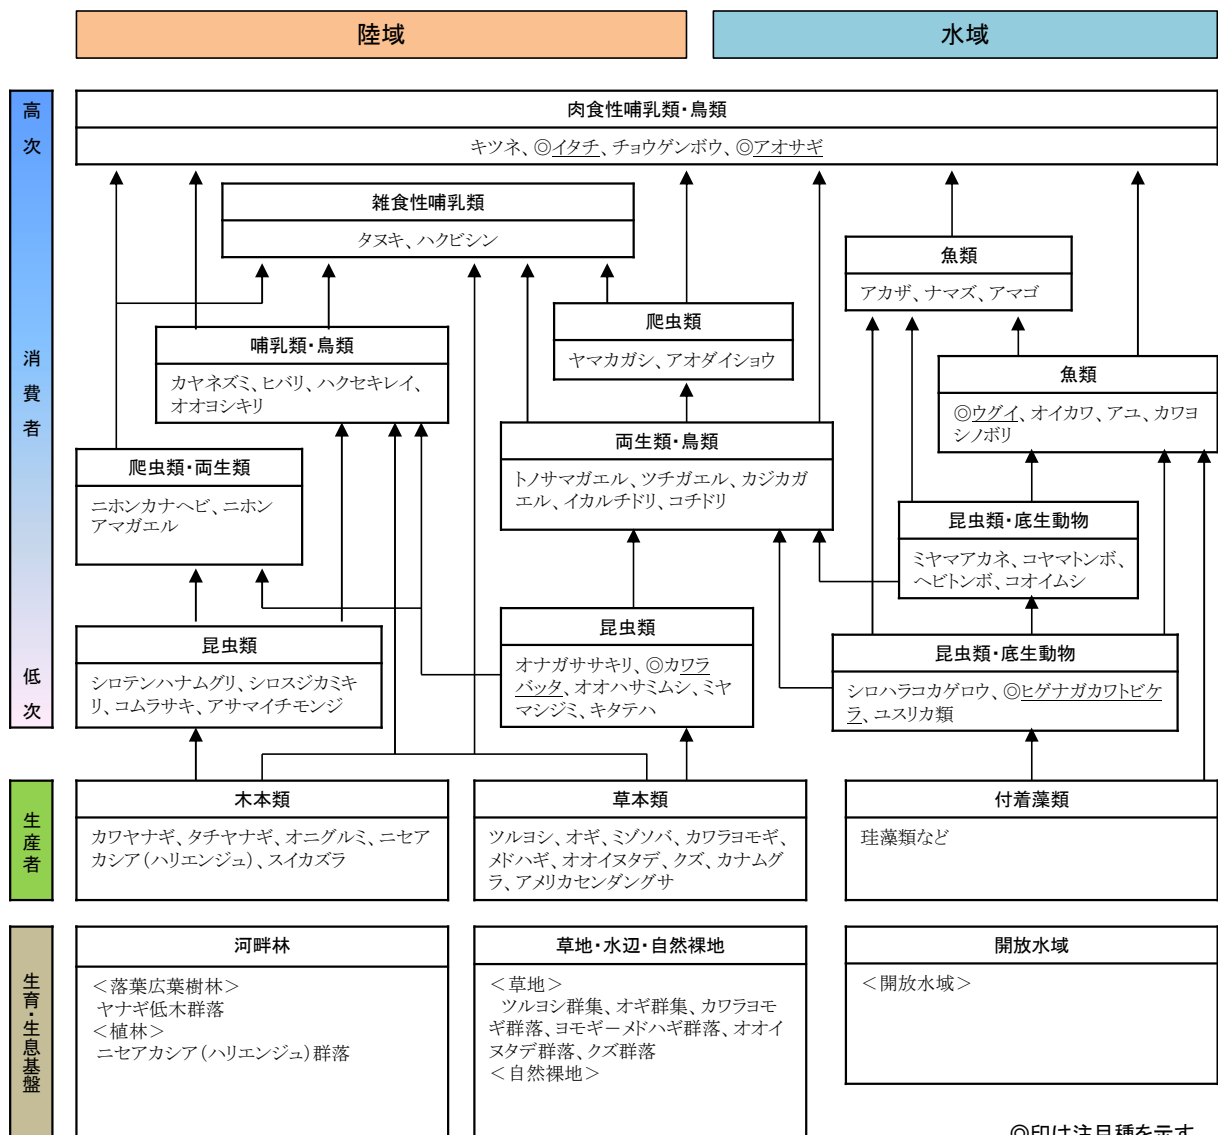 陸域
水域
高次
消費者
低次
肉食性哺乳類・鳥類
キツネ、◎イタチ、チョウゲンボウ、◎アオサギ
雑食性哺乳類
タヌキ、ハクビシン
魚類
アカザ、ナマズ、アマゴ
爬虫類
ヤマカガシ、アオダイショウ
哺乳類・鳥類
カヤネズミ、ヒバリ、ハクセキレイ、
オオヨシキリ
魚類
◎ウグイ、オイカワ、アユ、カワヨ
シノボリ
両生類・鳥類
トノサマガエル、ツチガエル、カジカガ
エル、イカルチドリ、コチドリ
爬虫類・両生類
ニホンカナヘビ、ニホン
アマガエル
昆虫類・底生動物
ミヤマアカネ、コヤマトンボ、
ヘビトンボ、コオイムシ
昆虫類
シロテンハナムグリ、シロスジカミキ
リ、コムラサキ、アサマイチモンジ
昆虫類
オナガササキリ、◎カワラ
バッタ、オオハサミムシ、ミヤ
マシジミ、キタテハ
昆虫類・底生動物
シロハラコカゲロウ、◎ヒゲナガカワトビケ
ラ、ユスリカ類
生産者
木本類
カワヤナギ、タチヤナギ、オニグルミ、ニセア
カシア(ハリエンジュ)、スイカズラ
草本類
ツルヨシ、オギ、ミゾソバ、カワラヨモギ、
メドハギ、オオイヌタデ、クズ、カナムグ
ラ、アメリカセンダングサ
付着藻類
珪藻類など
生育・生息基盤
河畔林
＜落葉広葉樹林＞
ヤナギ低木群落
＜植林＞
ニセアカシア(ハリエンジュ)群落
草地・水辺・自然裸地
＜草地＞
ツルヨシ群集、オギ群集、カワラヨモ
ギ群落、ヨモギーメドハギ群落、オオイ
ヌタデ群落、クズ群落
＜自然裸地＞
開放水域
＜開放水域＞
◎印は注目種を示す